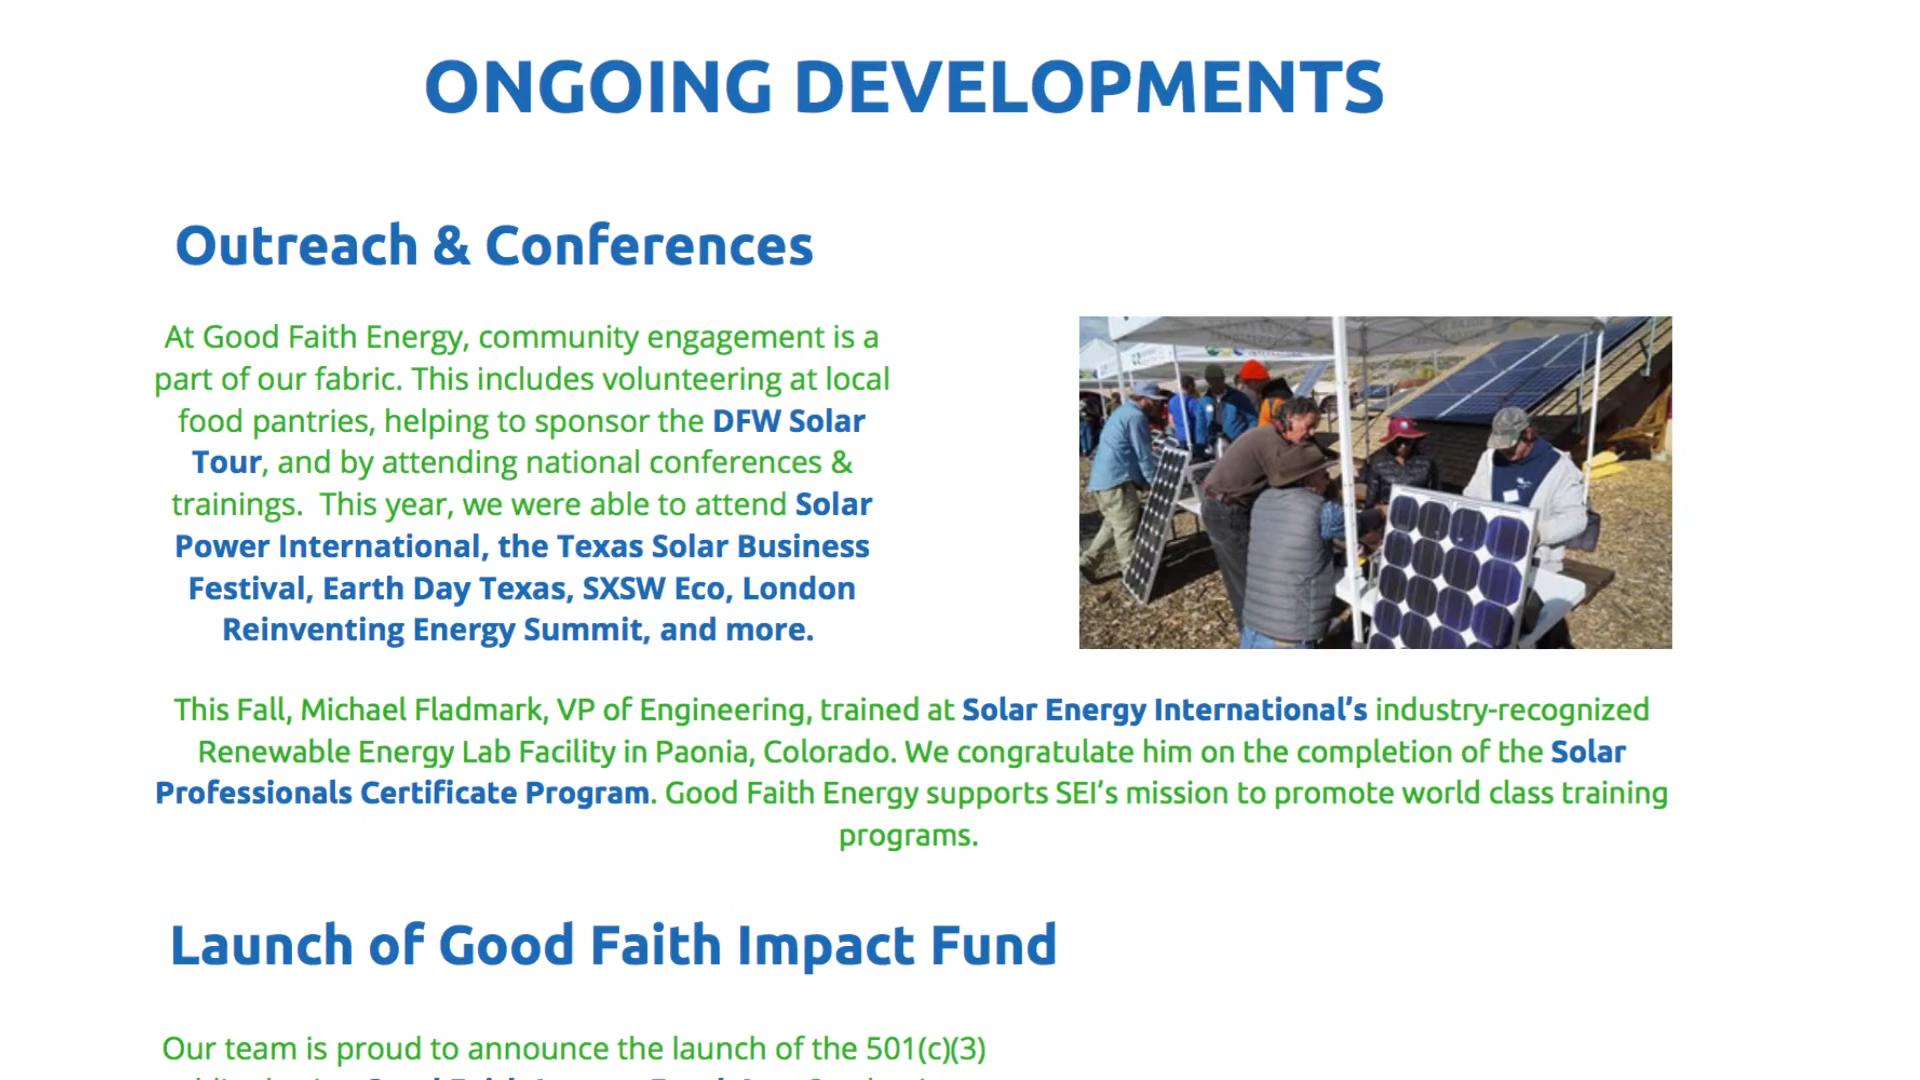 ONGOING DEVELOPMENTS
Outreach & Conferences
At Good Faith Energy, community engagement is a
part of our fabric. This includes volunteering at local
food pantries, helping to sponsor the DFW Solar
Tour, and by attending national conferences &
trainings.  This year, we were able to attend Solar
Power International, the Texas Solar Business
Festival, Earth Day Texas, SXSW Eco, London
Reinventing Energy Summit, and more.
This Fall, Michael Fladmark, VP of Engineering, trained at Solar Energy International’s industry-recognized
Renewable Energy Lab Facility in Paonia, Colorado. We congratulate him on the completion of the Solar
Professionals Certificate Program. Good Faith Energy supports SEI’s mission to promote world class training
programs.
Launch of Good Faith Impact Fund
Our team is proud to announce the launch of the 501(c)(3)